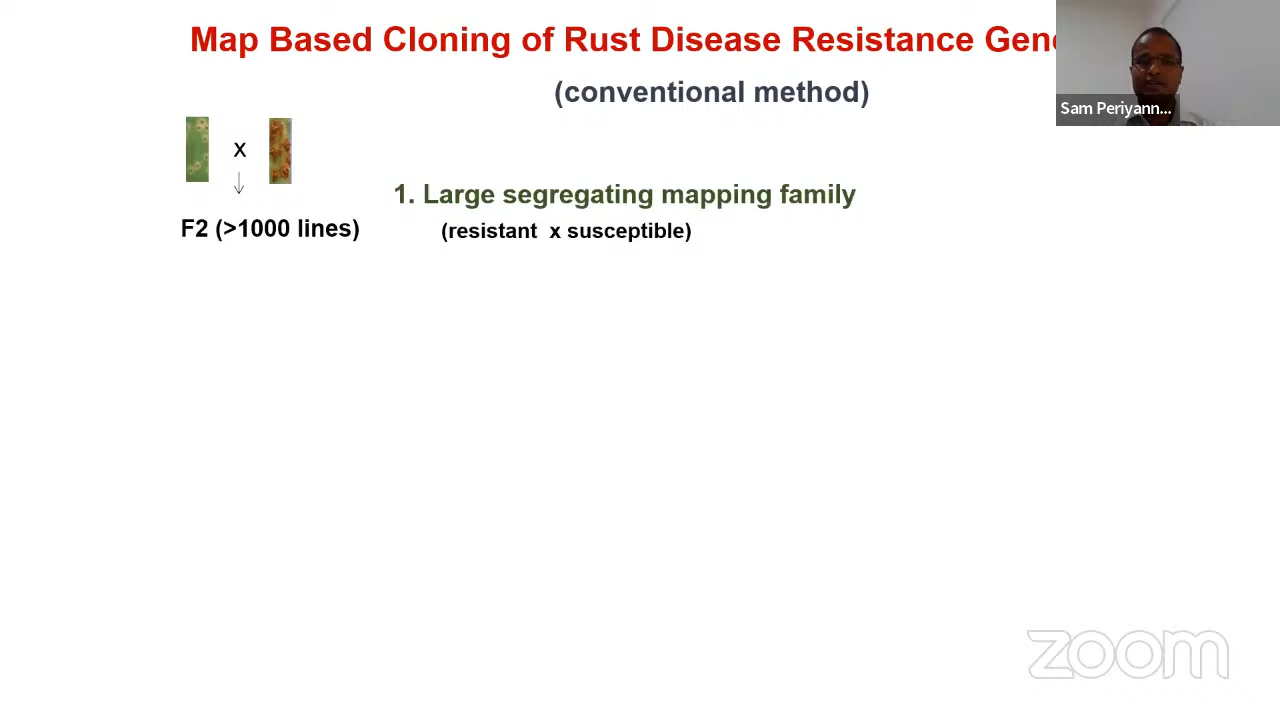 Map Based Cloning of Rust Disease Resistance Gen
Sam Periyann...
(conventional method)
x
1. Large segregating mapping family
F2 (>1000 lines)
(resistant x susceptible)
zoom